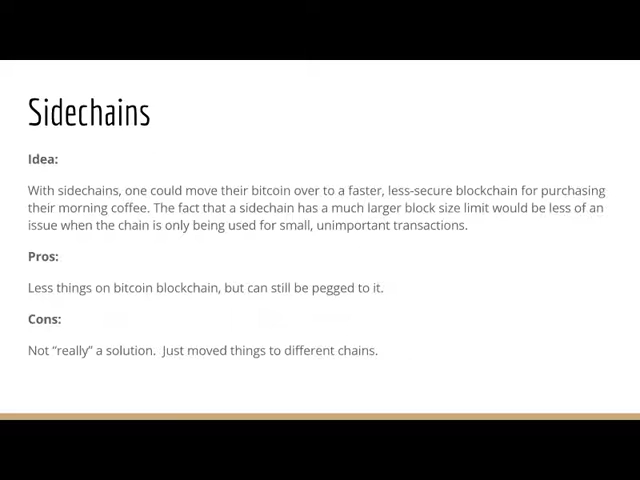 Sidechains
Idea:
With sidechains, one could move their bitcoin over to a faster, less-secure blockchain for purchasing
their morning coffee. The fact that a sidechain has a much larger block size limit would be less of an
issue when the chain is only being used for small, unimportant transactions.
Pros:
Less things on bitcoin blockchain, but can still be pegged to it.
Cons:
Not “really” a solution.  Just moved things to different chains.